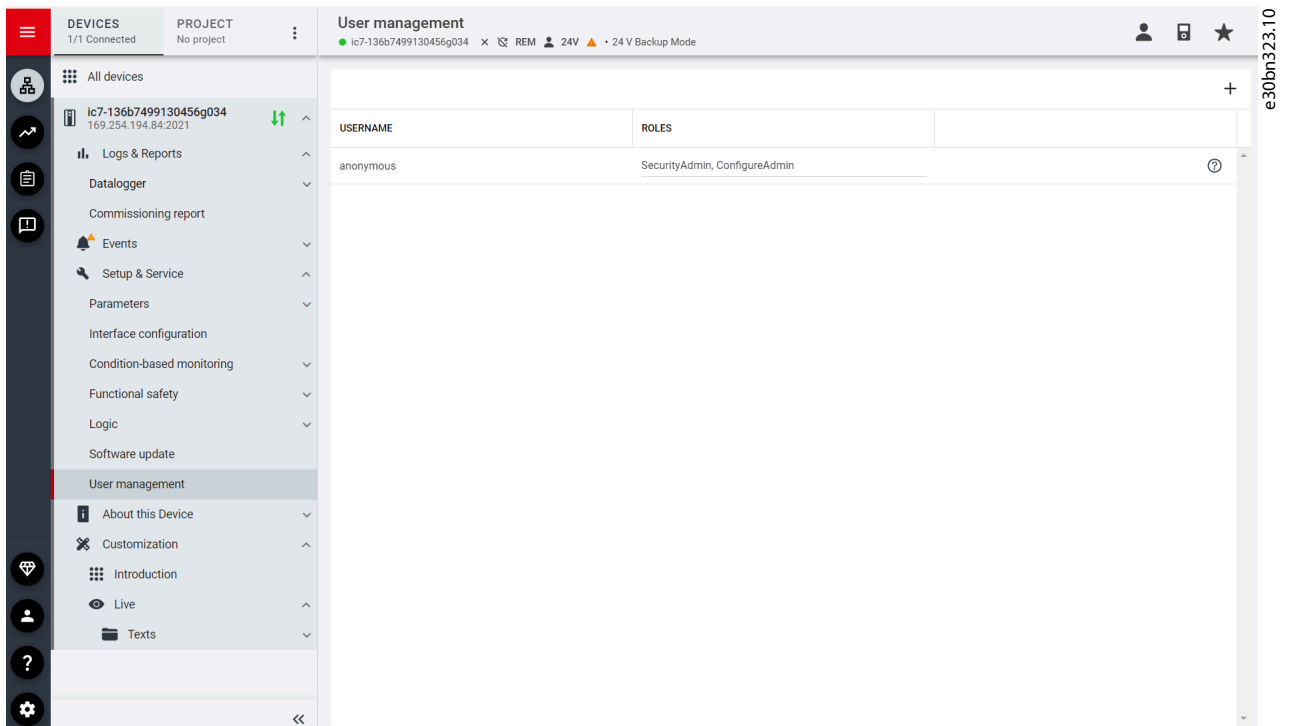 DEVICES
1/1 Connected
PROJECT
No project
User management
ic7-136b7499130456g034 REM 24V • 24 V Backup Mode
All devices
ic7-136b7499130456g034
169.254.194.84:2021
Logs & Reports
Datalogger
Commissioning report
Events
Setup & Service
Parameters
Interface configuration
Condition-based monitoring
Functional safety
Logic
Software update
User management
About this Device
Customization
Introduction
Live
Texts
USERNAME ROLES
anonymous SecurityAdmin, ConfigureAdmin
e30bn323.10